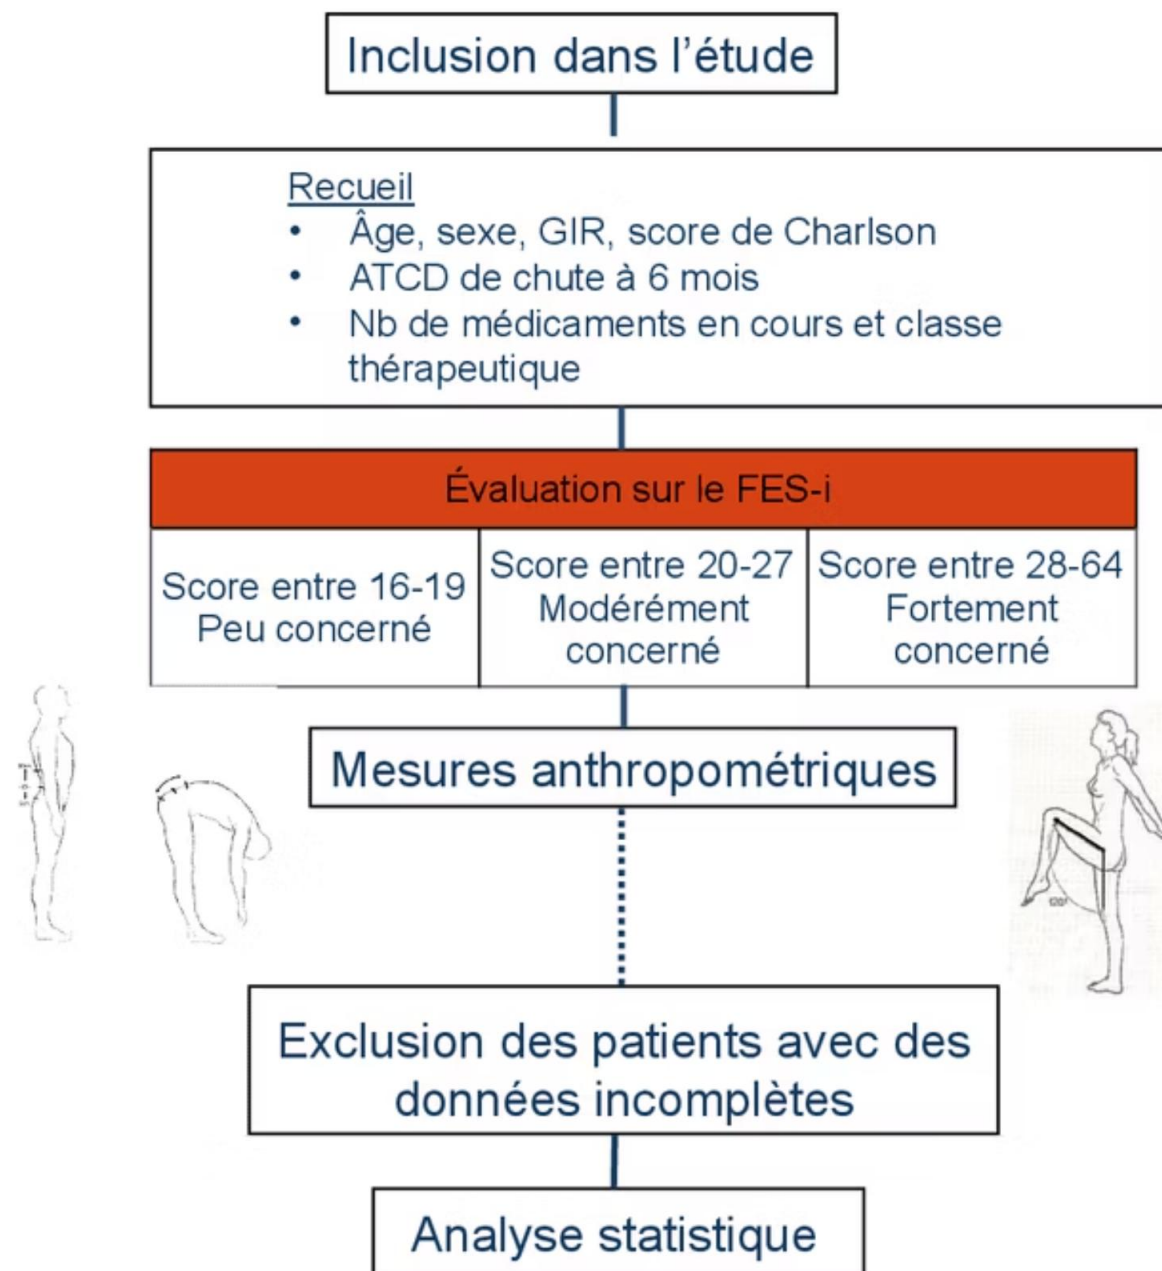 Inclusion dans l'étude
Recueil
• Âge, sexe, GIR, score de Charlson
• ATCD de chute à 6 mois
• Nb de médicaments en cours et classe
thérapeutique
Évaluation sur le FES-i
Score entre 16-19
Peu concerné
Score entre 20-27
Modérément
concerné
Score entre 28-64
Fortement
concerné
Mesures anthropométriques
Exclusion des patients avec des
données incomplètes
Analyse statistique